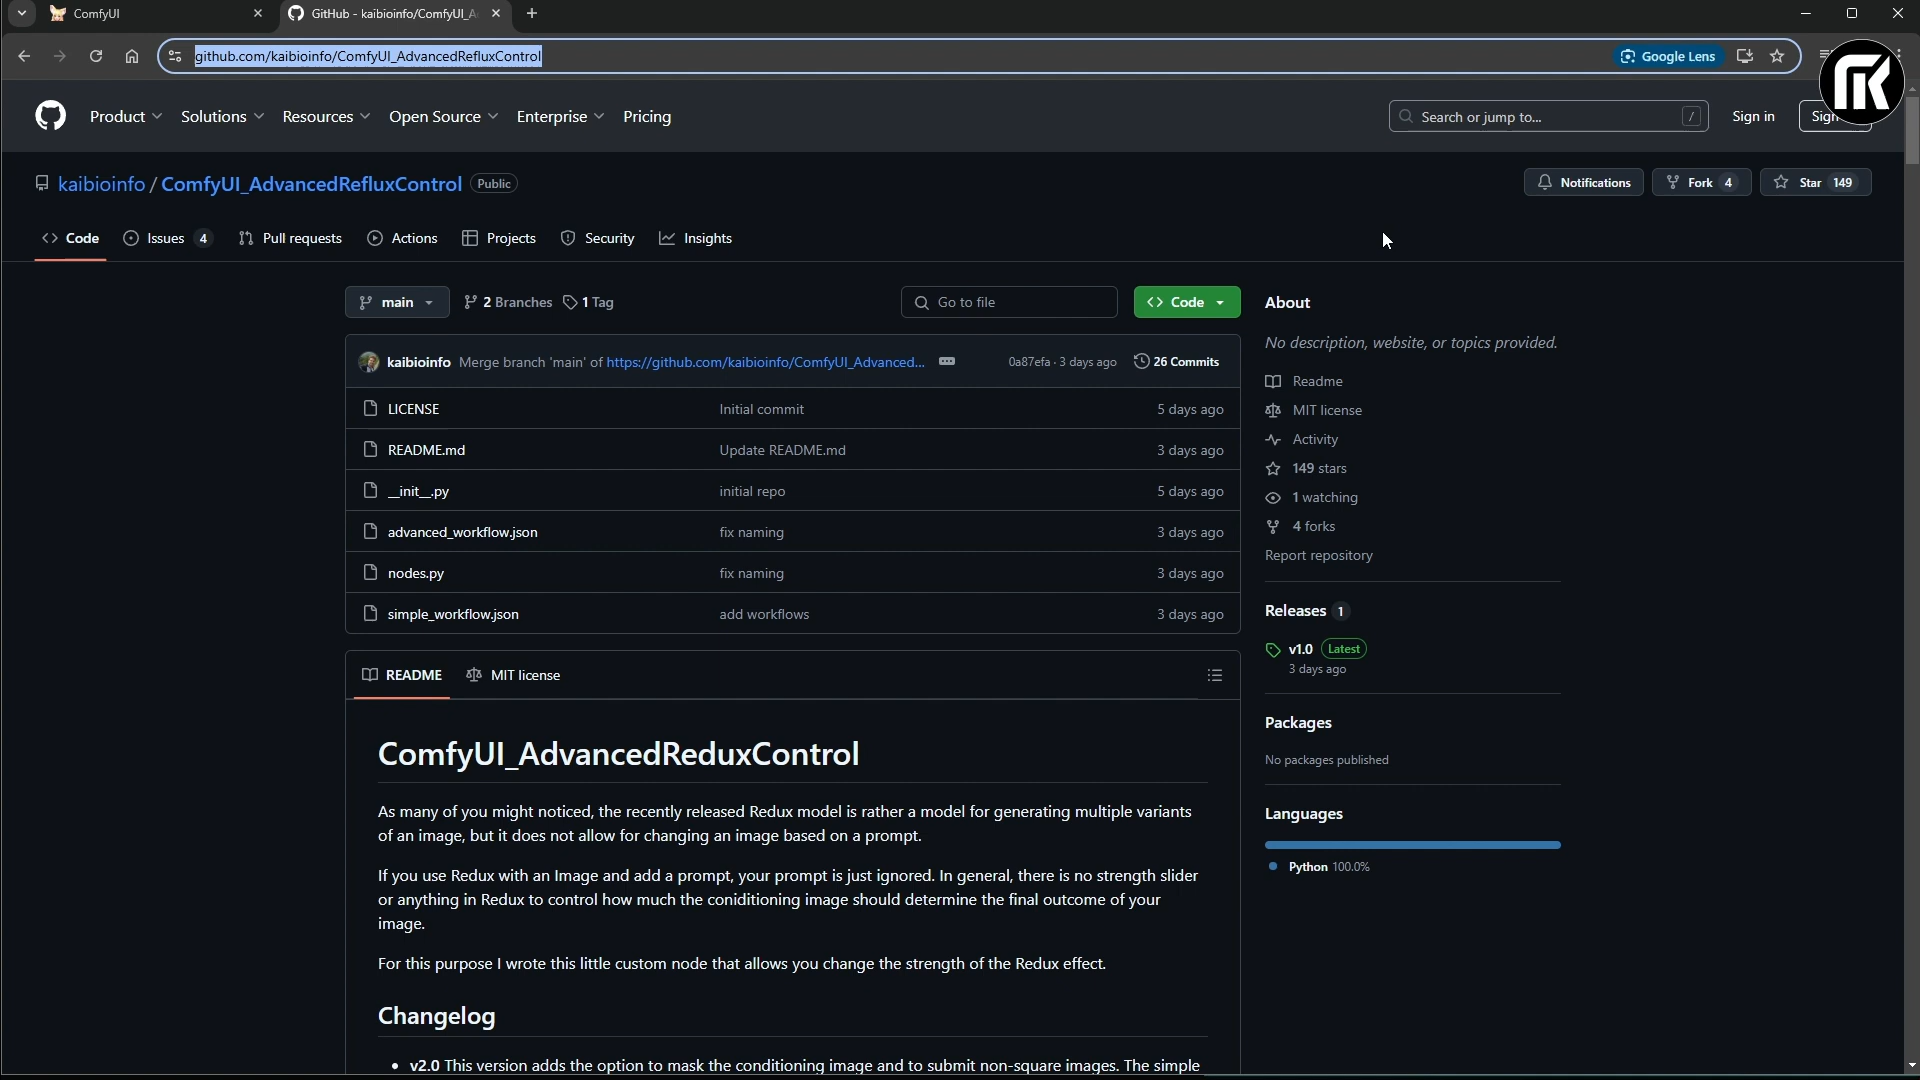 ComfyUI
GitHub - kaibioinfo/ComfyUI_A
github.com/kaibioinfo/ComfyUI_AdvancedRefluxControl
Google Lens
Product Solutions Resources Open Source Enterprise Pricing
Search or jump to... /
Sign in
kaibioinfo / ComfyUI_AdvancedRefluxControl Public
Notifications Fork 4 Star 149
Code Issues 4 Pull requests Actions Projects Security Insights
main 2 Branches 1 Tag
Go to file
Code
kaibioinfo Merge branch 'main' of https://github.com/kaibioinfo/ComfyUI_Advanced... 0a87efa · 3 days ago 26 Commits
LICENSE Initial commit 5 days ago
README.md Update README.md 3 days ago
__init__.py initial repo 5 days ago
advanced_workflow.json fix naming 3 days ago
nodes.py fix naming 3 days ago
simple_workflow.json add workflows 3 days ago
README MIT license
ComfyUI_AdvancedReduxControl
As many of you might noticed, the recently released Redux model is rather a model for generating multiple variants
of an image, but it does not allow for changing an image based on a prompt.
If you use Redux with an Image and add a prompt, your prompt is just ignored. In general, there is no strength slider
or anything in Redux to control how much the coniditioning image should determine the final outcome of your
image.
For this purpose I wrote this little custom node that allows you change the strength of the Redux effect.
Changelog
• v2.0 This version adds the option to mask the conditioning image and to submit non-square images. The simple
About
No description, website, or topics provided.
Readme
MIT license
Activity
149 stars
1 watching
4 forks
Report repository
Releases 1
v1.0 Latest
3 days ago
Packages
No packages published
Languages
Python 100.0%